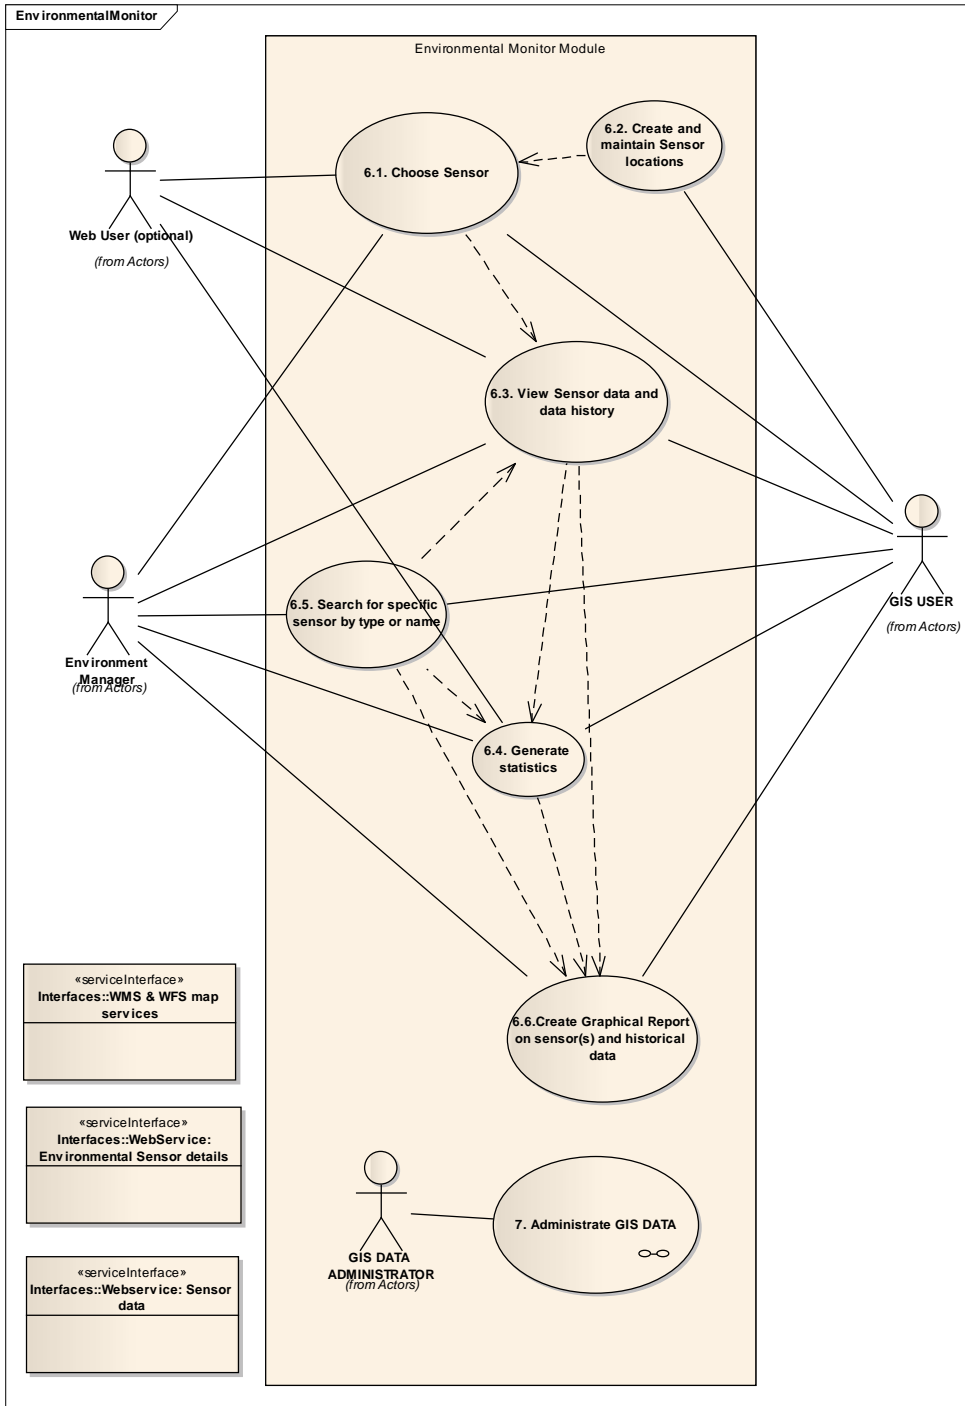 EnvironmentalMonitor
Environmental Monitor Module
6.2. Create and
maintain Sensor
locations
6.1. Choose Sensor
Web User (optional)
(from Actors)
6.3. View Sensor data and
data history
GIS USER
(from Actors)
6.5. Search for specific
sensor by type or name
Environment
Manager
(from Actors)
6.4. Generate
statistics
«serviceInterface»
Interfaces::WMS & WFS map
services
6.6.Create Graphical Report
on sensor(s) and historical
data
«serviceInterface»
Interfaces::WebService:
Environmental Sensor details
7. Administrate GIS DATA
GIS DATA
ADMINISTRATOR
(from Actors)
«serviceInterface»
Interfaces::Webservice: Sensor
data